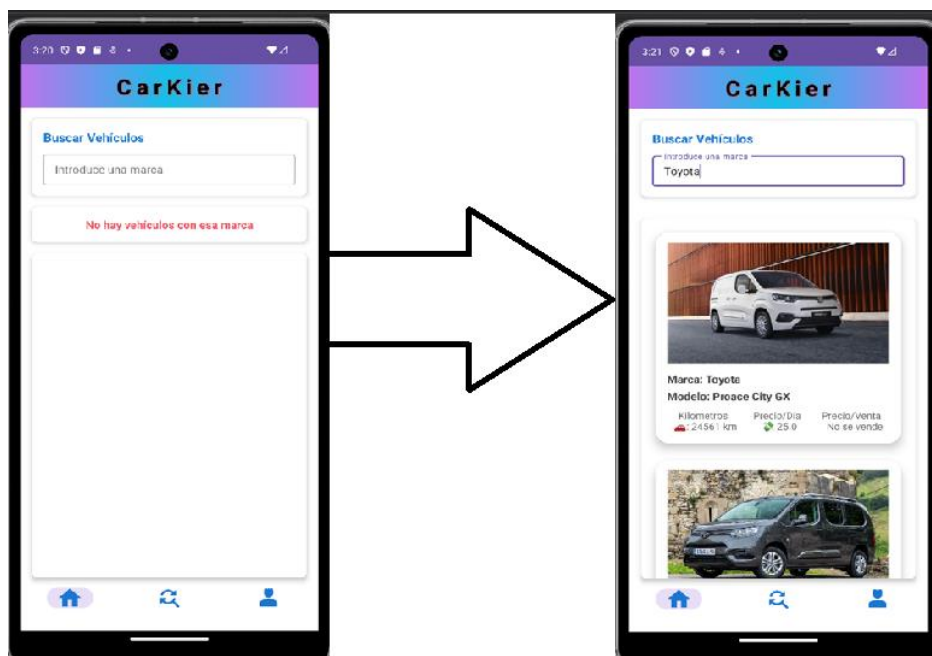 3:20
CarKier
Buscar Vehículos
Introduce una marca
No hay vehículos con esa marca
3:21
CarKier
Buscar Vehículos
Introduce una marca
Toyota
Marca: Toyota
Modelo: Proace City GX
Kilometros Precio/Dia Precio/Venta
: 24561 km 25.0 No se vende